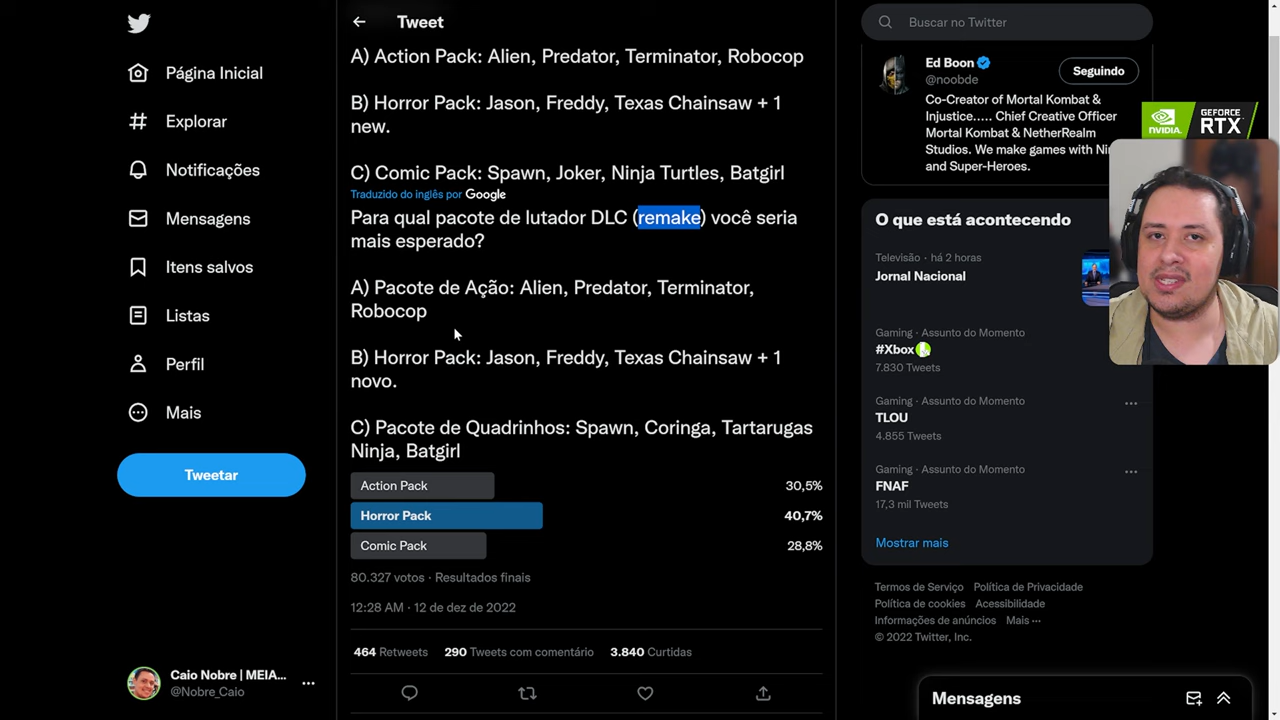 Tweet
Página Inicial
Explorar
Notificações
Mensagens
Itens salvos
Listas
Perfil
Mais
Tweetar
Caio Nobre | MEIA...
@Nobre_Caio
A) Action Pack: Alien, Predator, Terminator, Robocop
B) Horror Pack: Jason, Freddy, Texas Chainsaw + 1
new.
C) Comic Pack: Spawn, Joker, Ninja Turtles, Batgirl
Traduzido do inglês por Google
Para qual pacote de lutador DLC (remake) você seria
mais esperado?
A) Pacote de Ação: Alien, Predator, Terminator,
Robocop
B) Horror Pack: Jason, Freddy, Texas Chainsaw + 1
novo.
C) Pacote de Quadrinhos: Spawn, Coringa, Tartarugas
Ninja, Batgirl
Action Pack 30,5%
Horror Pack 40,7%
Comic Pack 28,8%
80.327 votos · Resultados finais
12:28 AM · 12 de dez de 2022
464 Retweets 290 Tweets com comentário 3.840 Curtidas
Buscar no Twitter
Ed Boon
@noobde
Seguindo
Co-Creator of Mortal Kombat &
Injustice..... Chief Creative Officer
Mortal Kombat & NetherRealm
Studios. We make games with
and Super-Heroes.
NVIDIA.
GEFORCE
RTX
O que está acontecendo
Televisão · há 2 horas
Jornal Nacional
Gaming · Assunto do Momento
#Xbox
7.830 Tweets
Gaming · Assunto do Momento
TLOU
4.855 Tweets
Gaming · Assunto do Momento
FNAF
17,3 mil Tweets
Mostrar mais
Termos de Serviço Política de Privacidade
Política de cookies Acessibilidade
Informações de anúncios Mais ···
© 2022 Twitter, Inc.
Mensagens